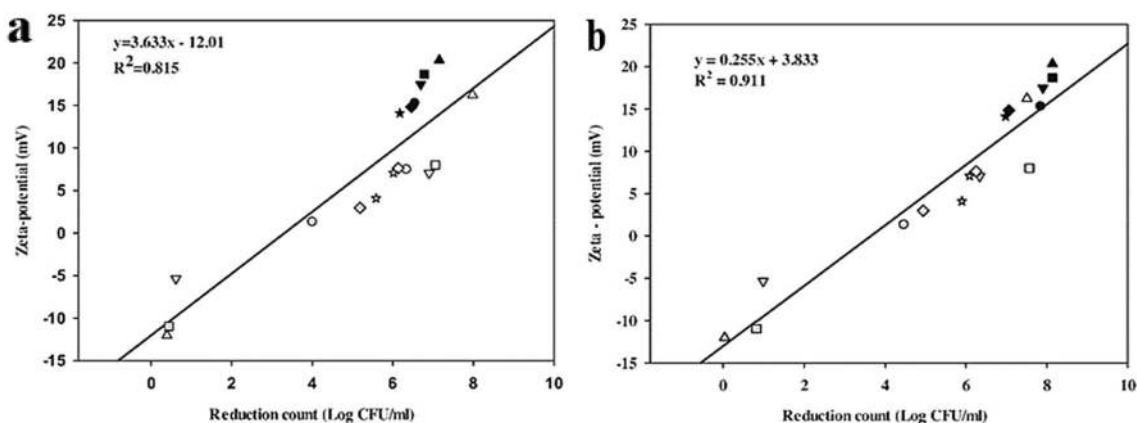 a
y=3.633x - 12.01
R²=0.815
Zeta-potential (mV)
25
20
15
10
5
0
-5
-10
-15
0 2 4 6 8 10
Reduction count (Log CFU/ml)
b
y = 0.255x + 3.833
R² = 0.911
Zeta - potential (mV)
25
20
15
10
5
0
-5
-10
-15
0 2 4 6 8 10
Reduction count (Log CFU/ml)